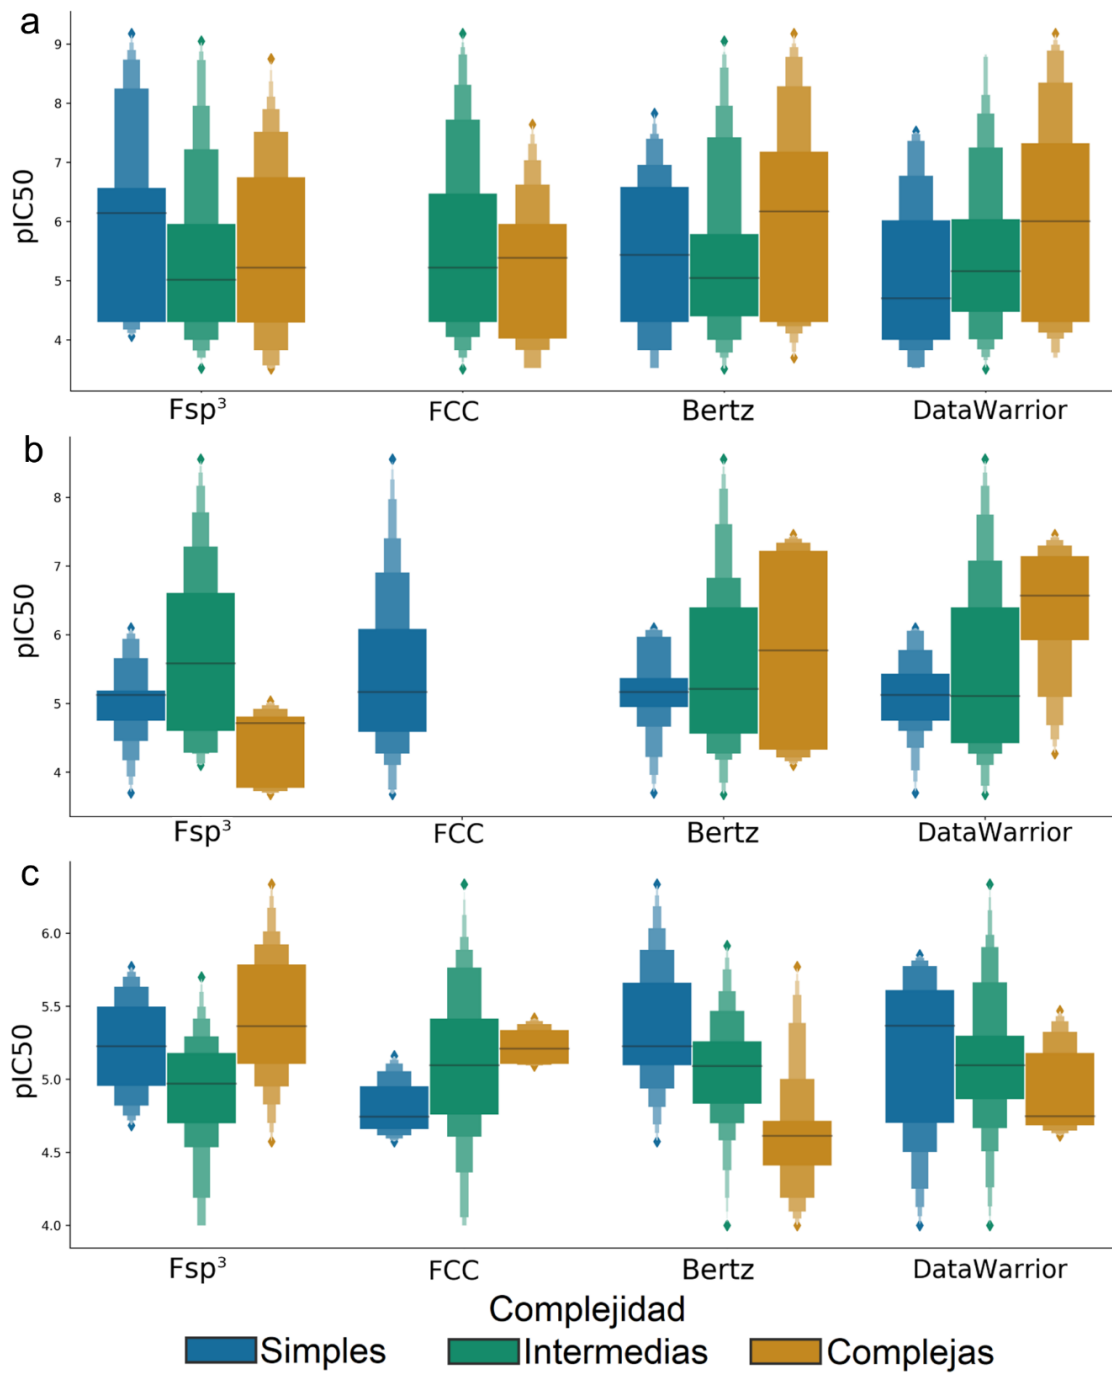 a
9
8
7
6
5
4
pIC50
Fsp³ FCC Bertz DataWarrior
b
8
7
6
5
4
pIC50
Fsp³ FCC Bertz DataWarrior
c
6.0
5.5
5.0
4.5
4.0
pIC50
Fsp³ FCC Bertz DataWarrior
Complejidad
Simples Intermedias Complejas